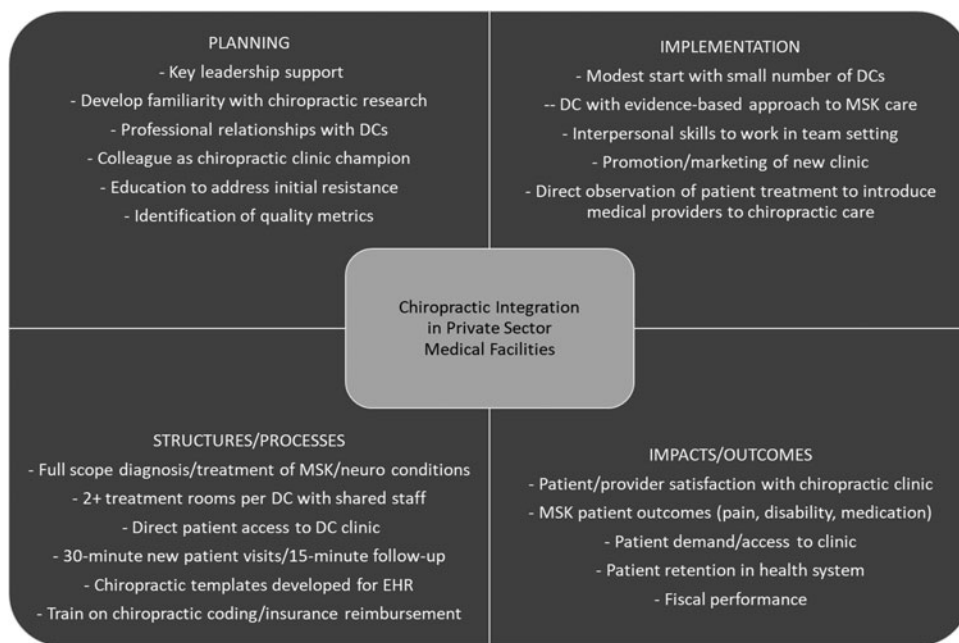 PLANNING
- Key leadership support
- Develop familiarity with chiropractic research
- Professional relationships with DCs
- Colleague as chiropractic clinic champion
- Education to address initial resistance
- Identification of quality metrics
IMPLEMENTATION
- Modest start with small number of DCs
-- DC with evidence-based approach to MSK care
- Interpersonal skills to work in team setting
- Promotion/marketing of new clinic
- Direct observation of patient treatment to introduce
medical providers to chiropractic care
Chiropractic Integration
in Private Sector
Medical Facilities
STRUCTURES/PROCESSES
- Full scope diagnosis/treatment of MSK/neuro conditions
- 2+ treatment rooms per DC with shared staff
- Direct patient access to DC clinic
- 30-minute new patient visits/15-minute follow-up
- Chiropractic templates developed for EHR
- Train on chiropractic coding/insurance reimbursement
IMPACTS/OUTCOMES
- Patient/provider satisfaction with chiropractic clinic
- MSK patient outcomes (pain, disability, medication)
- Patient demand/access to clinic
- Patient retention in health system
- Fiscal performance